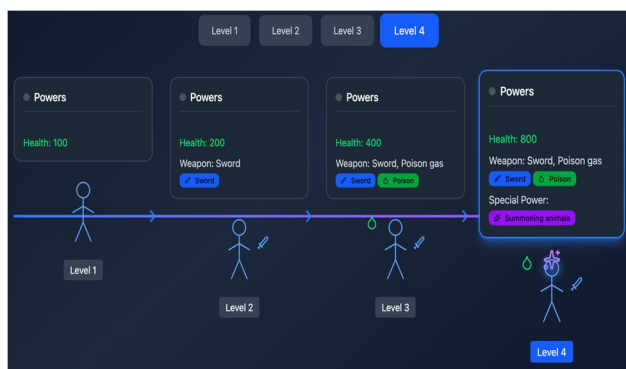 Level 1
Level 2
Level 3
Level 4
Powers
Health: 100
Powers
Health: 200
Weapon: Sword
Sword
Powers
Health: 400
Weapon: Sword, Poison gas
Sword
Poison
Powers
Health: 800
Weapon: Sword, Poison gas
Sword
Poison
Special Power:
Summoning animals
Level 1
Level 2
Level 3
Level 4